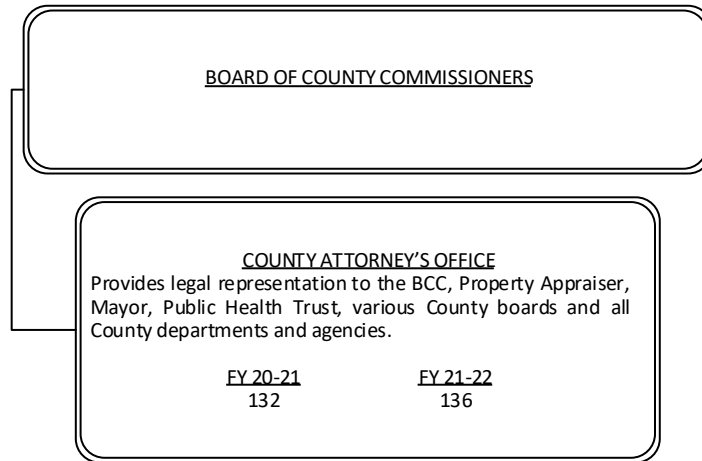 BOARD OF COUNTY COMMISSIONERS
COUNTY ATTORNEY'S OFFICE
Provides legal representation to the BCC, Property Appraiser,
Mayor, Public Health Trust, various County boards and all
County departments and agencies.
FY 20-21 FY 21-22
132 136